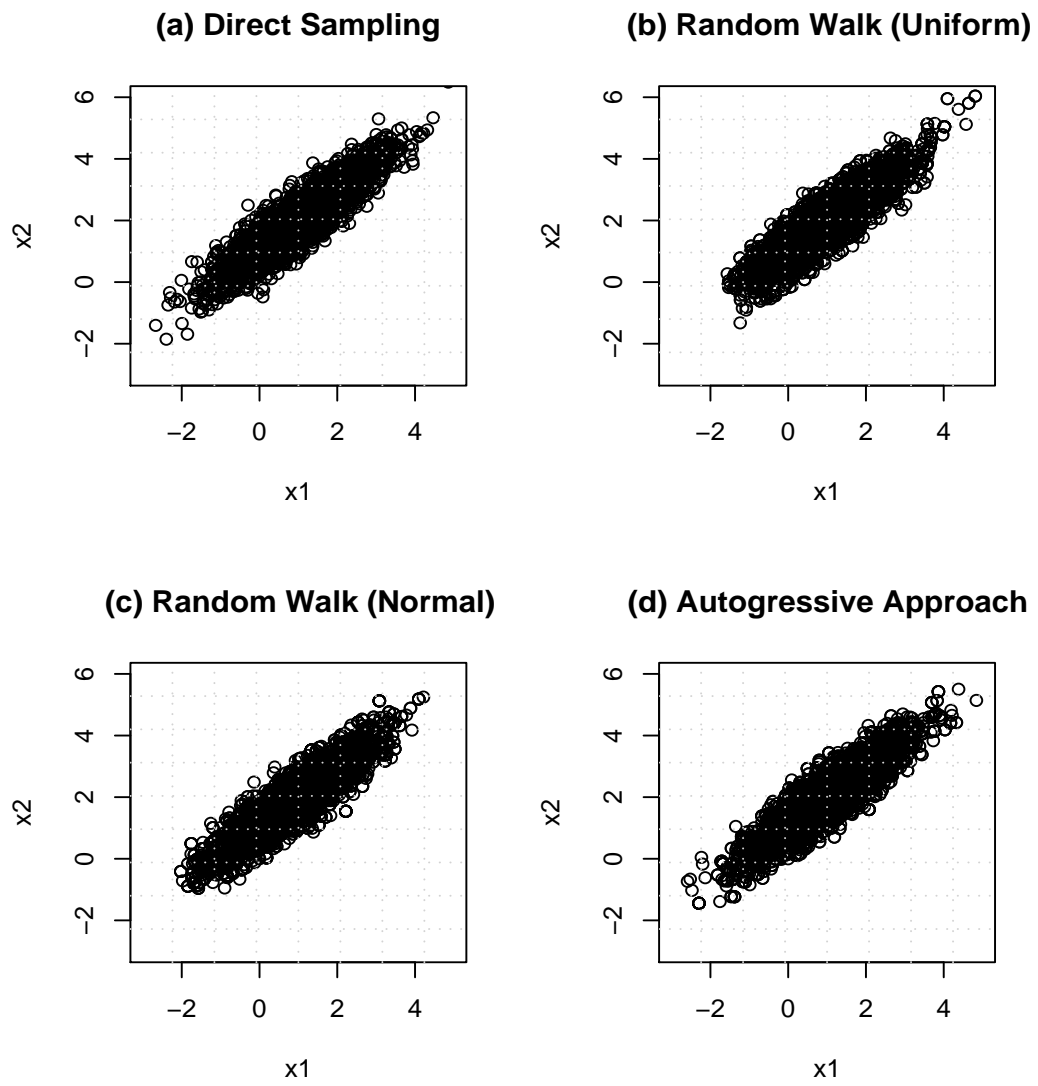 (a) Direct Sampling
(b) Random Walk (Uniform)
x2
6
4
2
0
−2
−2 0 2 4
x1
x2
6
4
2
0
−2
−2 0 2 4
x1
(c) Random Walk (Normal)
(d) Autogressive Approach
x2
6
4
2
0
−2
−2 0 2 4
x1
x2
6
4
2
0
−2
−2 0 2 4
x1